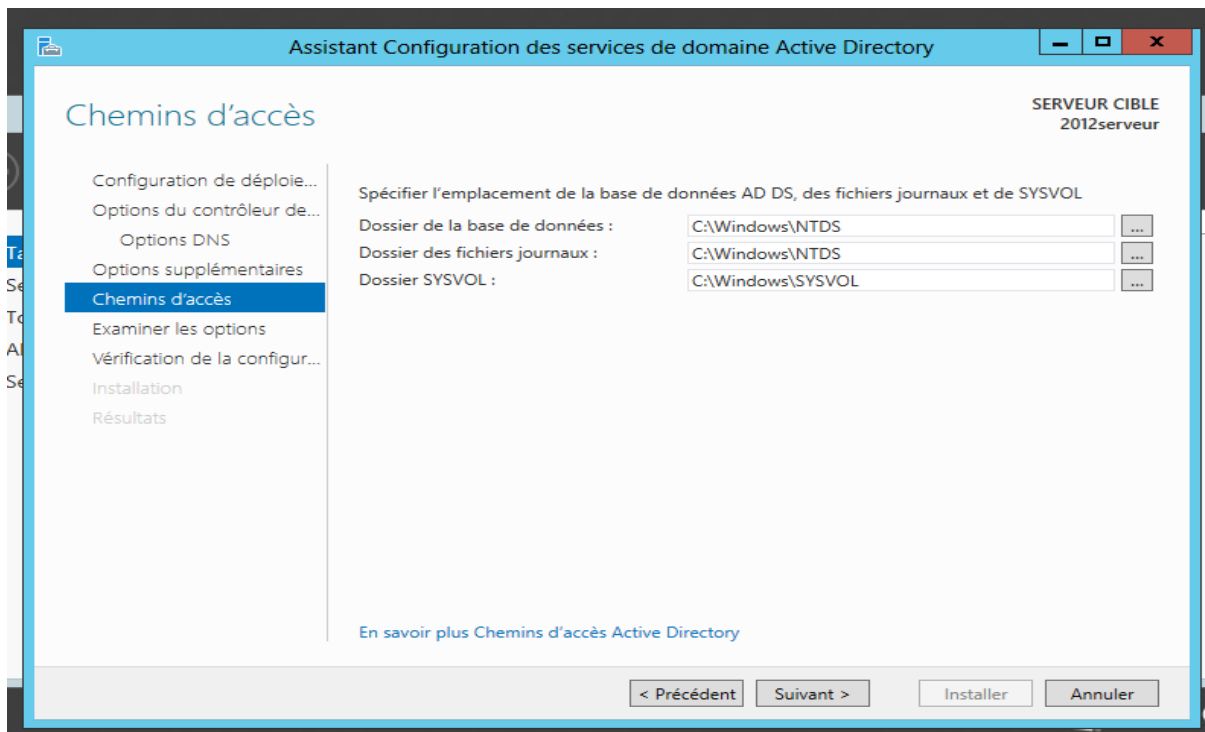 Assistant Configuration des services de domaine Active Directory
Chemins d'accès
SERVEUR CIBLE
2012serveur
Configuration de déploie...
Options du contrôleur de...
Options DNS
Options supplémentaires
Chemins d'accès
Examiner les options
Vérification de la configur...
Installation
Résultats
Spécifier l'emplacement de la base de données AD DS, des fichiers journaux et de SYSVOL
Dossier de la base de données : C:\Windows\NTDS ...
Dossier des fichiers journaux : C:\Windows\NTDS ...
Dossier SYSVOL : C:\Windows\SYSVOL ...
En savoir plus Chemins d'accès Active Directory
< Précédent Suivant > Installer Annuler